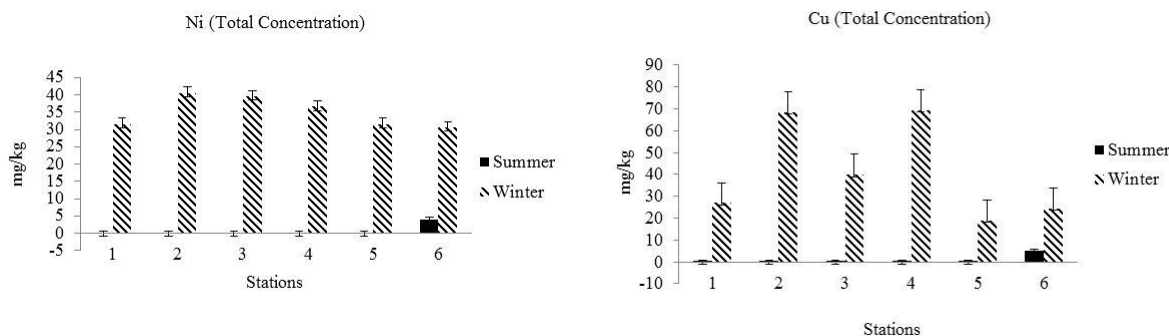 Ni (Total Concentration)
mg/kg
45
40
35
30
25
20
15
10
5
0
-5
1 2 3 4 5 6
Stations
Summer
Winter
Cu (Total Concentration)
mg/kg
90
80
70
60
50
40
30
20
10
0
-10
1 2 3 4 5 6
Stations
Summer
Winter